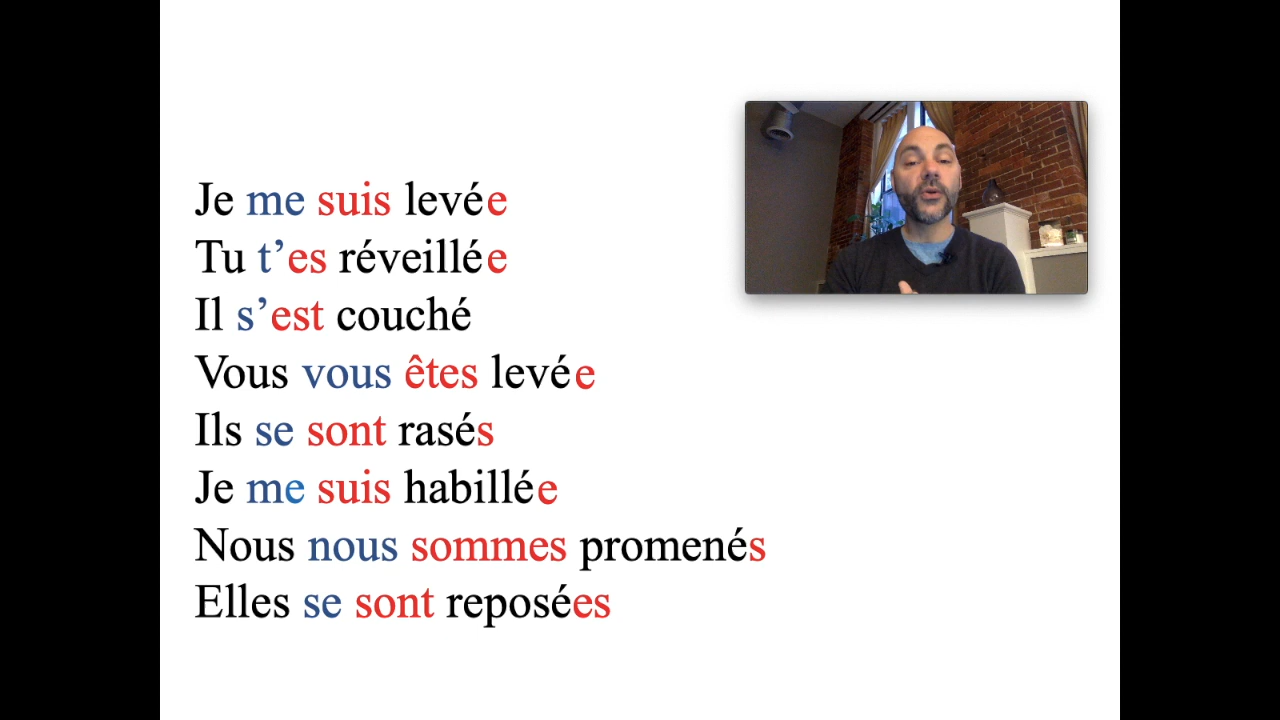 Je me suis levée
Tu t’es réveillée
Il s’est couché
Vous vous êtes levée
Ils se sont rasés
Je me suis habillée
Nous nous sommes promenés
Elles se sont reposées